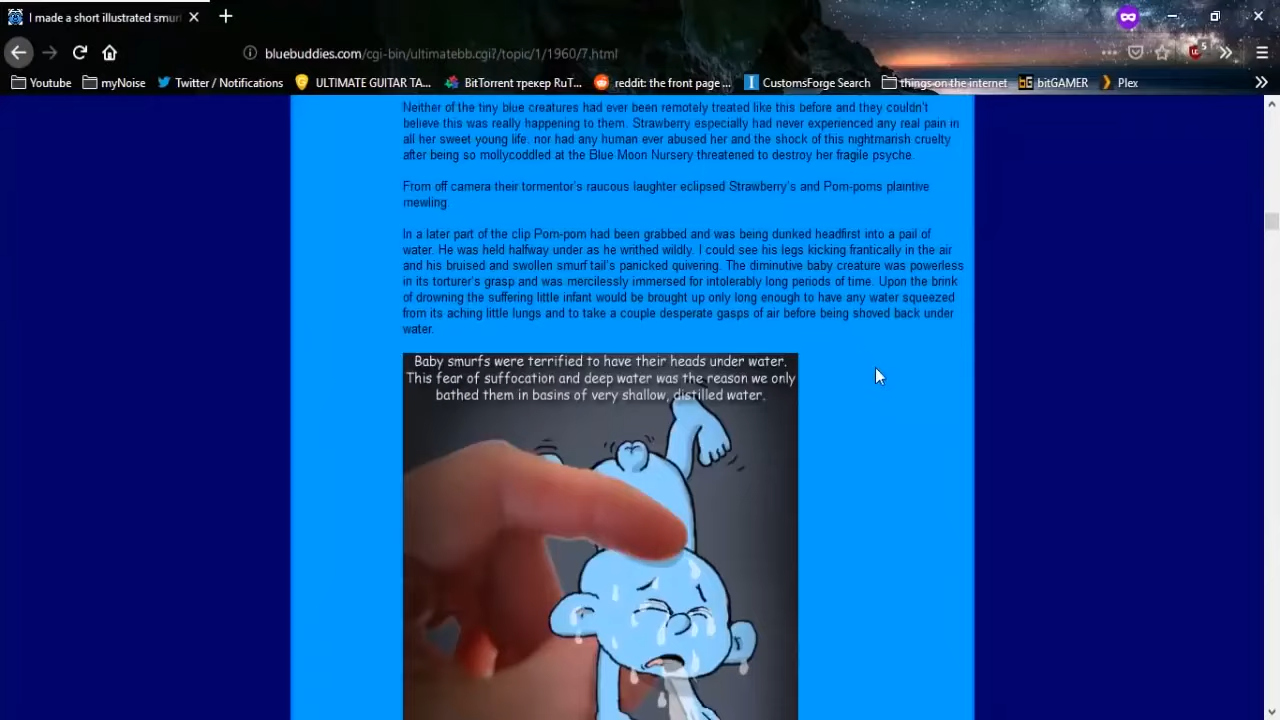 I made a short illustrated smurf
bluebuddies.com/cgi-bin/ultimatebb.cgi?/topic/1/1960/7.html
5
Youtube
myNoise
Twitter / Notifications
ULTIMATE GUITAR TA...
BitTorrent трекер RuT...
reddit: the front page ...
CustomsForge Search
things on the internet
bitGAMER
Plex
Neither of the tiny blue creatures had ever been remotely treated like this before and they couldn't
believe this was really happening to them. Strawberry especially had never experienced any real pain in
all her sweet young life. nor had any human ever abused her and the shock of this nightmarish cruelty
after being so mollycoddled at the Blue Moon Nursery threatened to destroy her fragile psyche.
From off camera their tormentor's raucous laughter eclipsed Strawberry's and Pom-poms plaintive
mewling.
In a later part of the clip Pom-pom had been grabbed and was being dunked headfirst into a pail of
water. He was held halfway under as he writhed wildly. I could see his legs kicking frantically in the air
and his bruised and swollen smurf tail's panicked quivering. The diminutive baby creature was powerless
in its torturer's grasp and was mercilessly immersed for intolerably long periods of time. Upon the brink
of drowning the suffering little infant would be brought up only long enough to have any water squeezed
from its aching little lungs and to take a couple desperate gasps of air before being shoved back under
water.
Baby smurfs were terrified to have their heads under water.
This fear of suffocation and deep water was the reason we only
bathed them in basins of very shallow, distilled water.